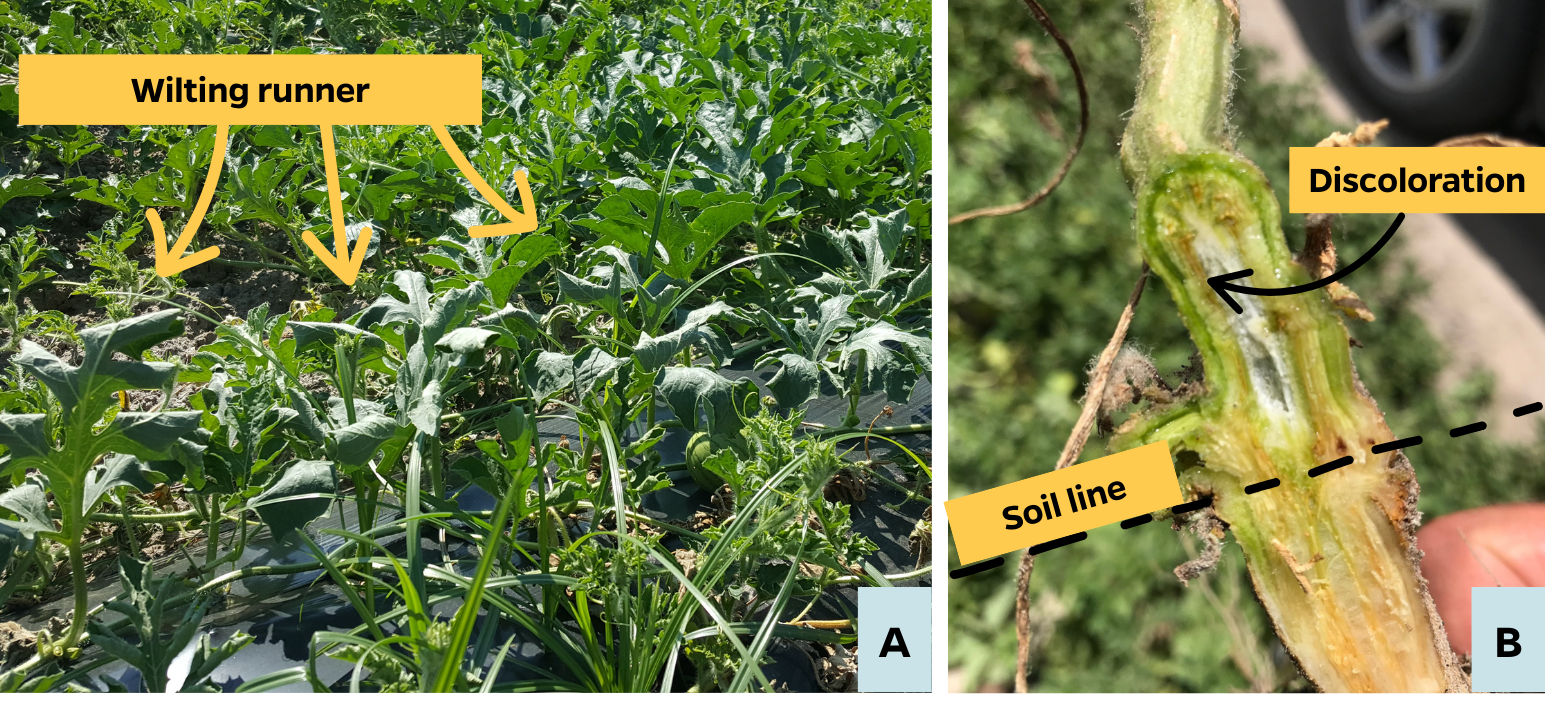 Wilting runner
A
Discoloration
Soil line
B